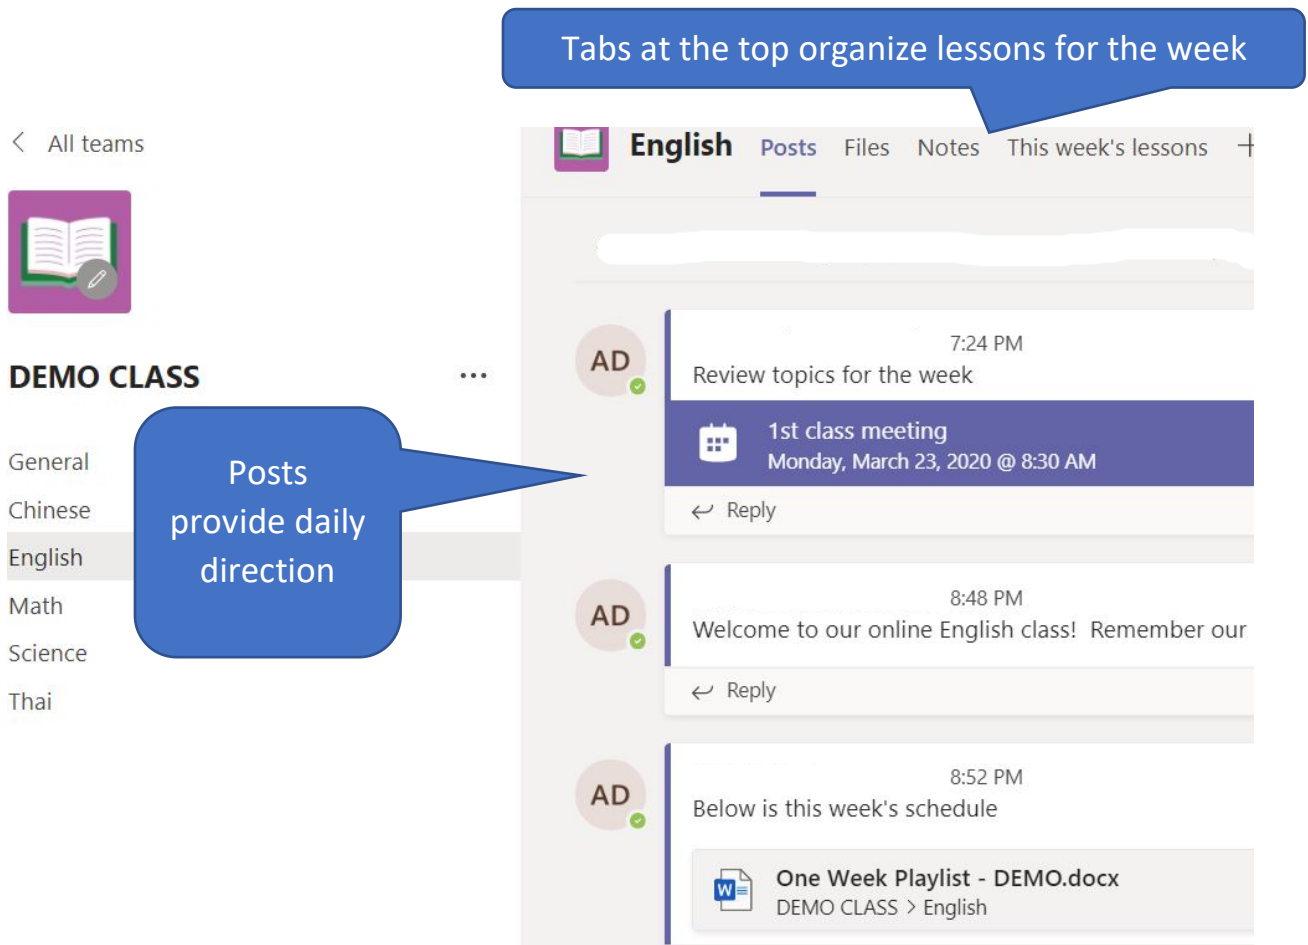 Tabs at the top organize lessons for the week
All teams
DEMO CLASS
General
Chinese
English
Math
Science
Thai
Posts
provide daily
direction
English Posts Files Notes This week's lessons +
AD
7:24 PM
Review topics for the week
1st class meeting
Monday, March 23, 2020 @ 8:30 AM
Reply
AD
8:48 PM
Welcome to our online English class! Remember our
Reply
AD
8:52 PM
Below is this week's schedule
W
One Week Playlist - DEMO.docx
DEMO CLASS > English